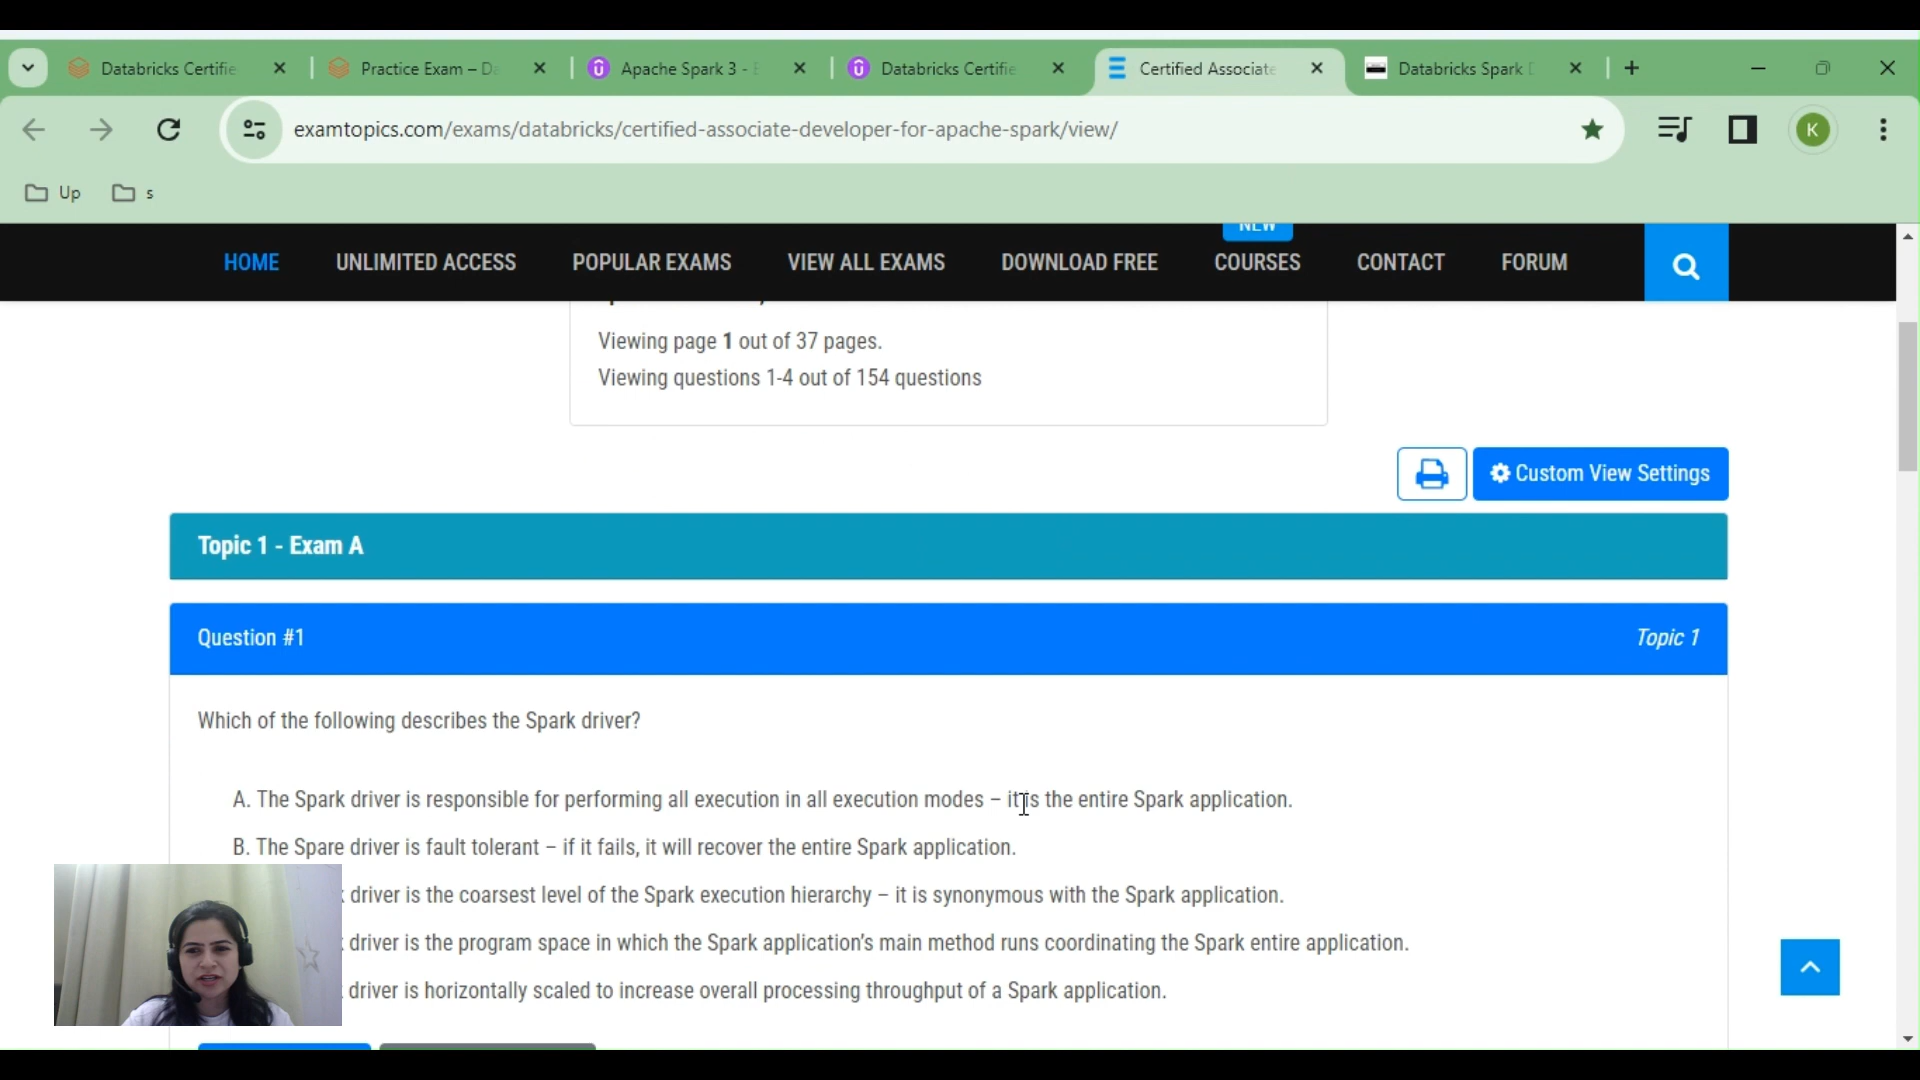 Databricks Certifie
Practice Exam – Da
Apache Spark 3 -
Databricks Certifie
Certified Associate
Databricks Spark
examtopics.com/exams/databricks/certified-associate-developer-for-apache-spark/view/
K
Up
s
NEW
HOME
UNLIMITED ACCESS
POPULAR EXAMS
VIEW ALL EXAMS
DOWNLOAD FREE
COURSES
CONTACT
FORUM
Viewing page 1 out of 37 pages.
Viewing questions 1-4 out of 154 questions
Custom View Settings
Topic 1 - Exam A
Question #1
Topic 1
Which of the following describes the Spark driver?
A. The Spark driver is responsible for performing all execution in all execution modes – it is the entire Spark application.
B. The Spare driver is fault tolerant – if it fails, it will recover the entire Spark application.
driver is the coarsest level of the Spark execution hierarchy – it is synonymous with the Spark application.
driver is the program space in which the Spark application's main method runs coordinating the Spark entire application.
driver is horizontally scaled to increase overall processing throughput of a Spark application.